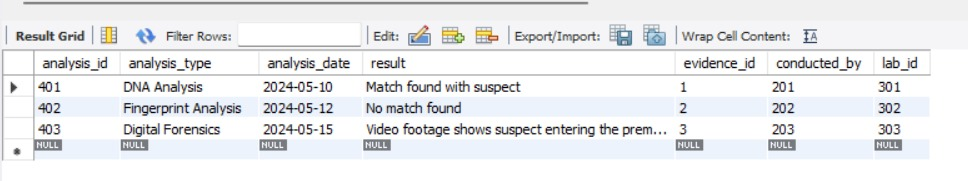 Result Grid Filter Rows: Edit: Export/Import: Wrap Cell Content: IA
analysis_id analysis_type analysis_date result evidence_id conducted_by lab_id
401 DNA Analysis 2024-05-10 Match found with suspect 1 201 301
402 Fingerprint Analysis 2024-05-12 No match found 2 202 302
403 Digital Forensics 2024-05-15 Video footage shows suspect entering the prem... 3 203 303
NULL NULL NULL NULL NULL NULL NULL